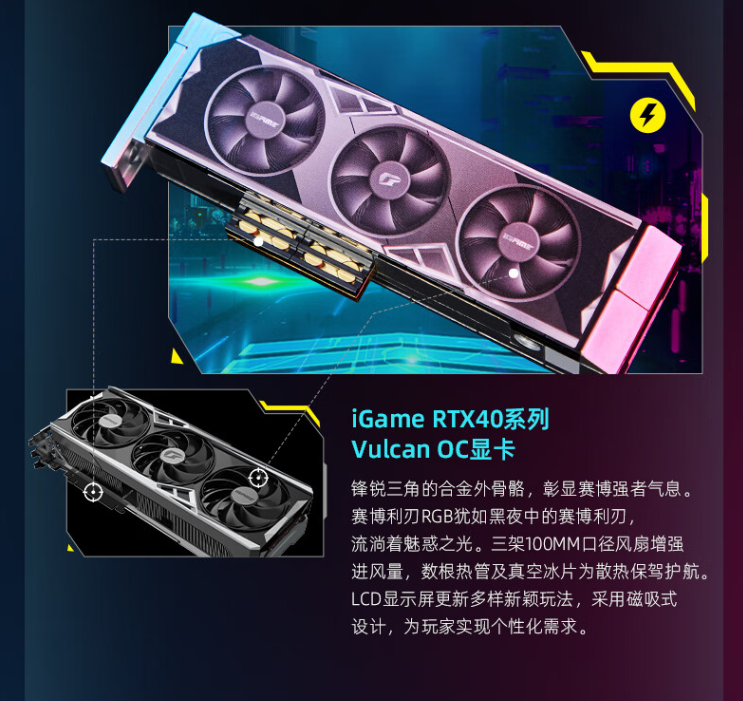 iGame RTX40系列
Vulcan OC显卡
锋锐三角的合金外骨骼，彰显赛博强者气息。
赛博利刃RGB犹如黑夜中的赛博利刃，
流淌着魅惑之光。三架100MM口径风扇增强
进风量，数根热管及真空冰片为散热保驾护航。
LCD显示屏更新多样新颖玩法，采用磁吸式
设计，为玩家实现个性化需求。